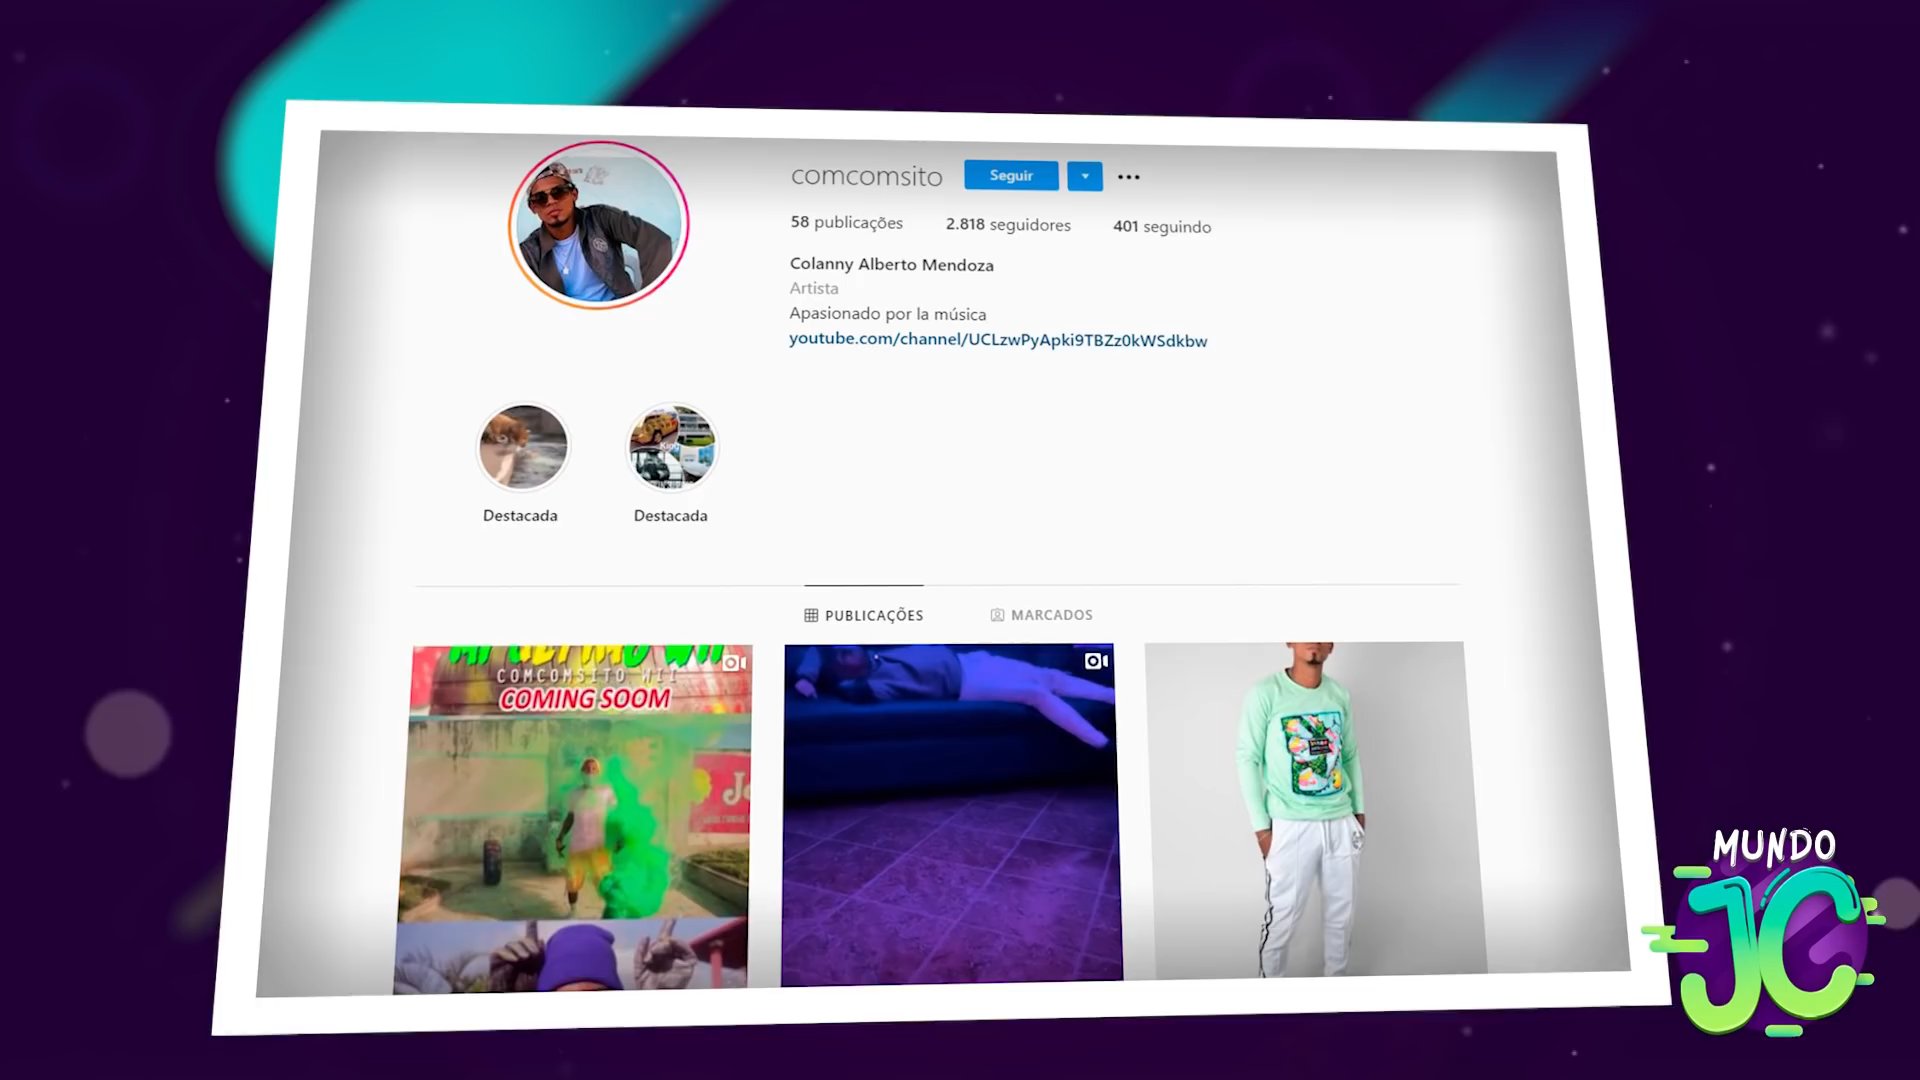 comcomsito Seguir
58 publicações 2.818 seguidores 401 seguindo
Colanny Alberto Mendoza
Artista
Apasionado por la música
youtube.com/channel/UCLzwPyApki9TBZz0kWSdkbw
Destacada Destacada
PUBLICAÇÕES MARCADOS
COMCOMSITO WII
COMING SOOM
MUNDO
JC